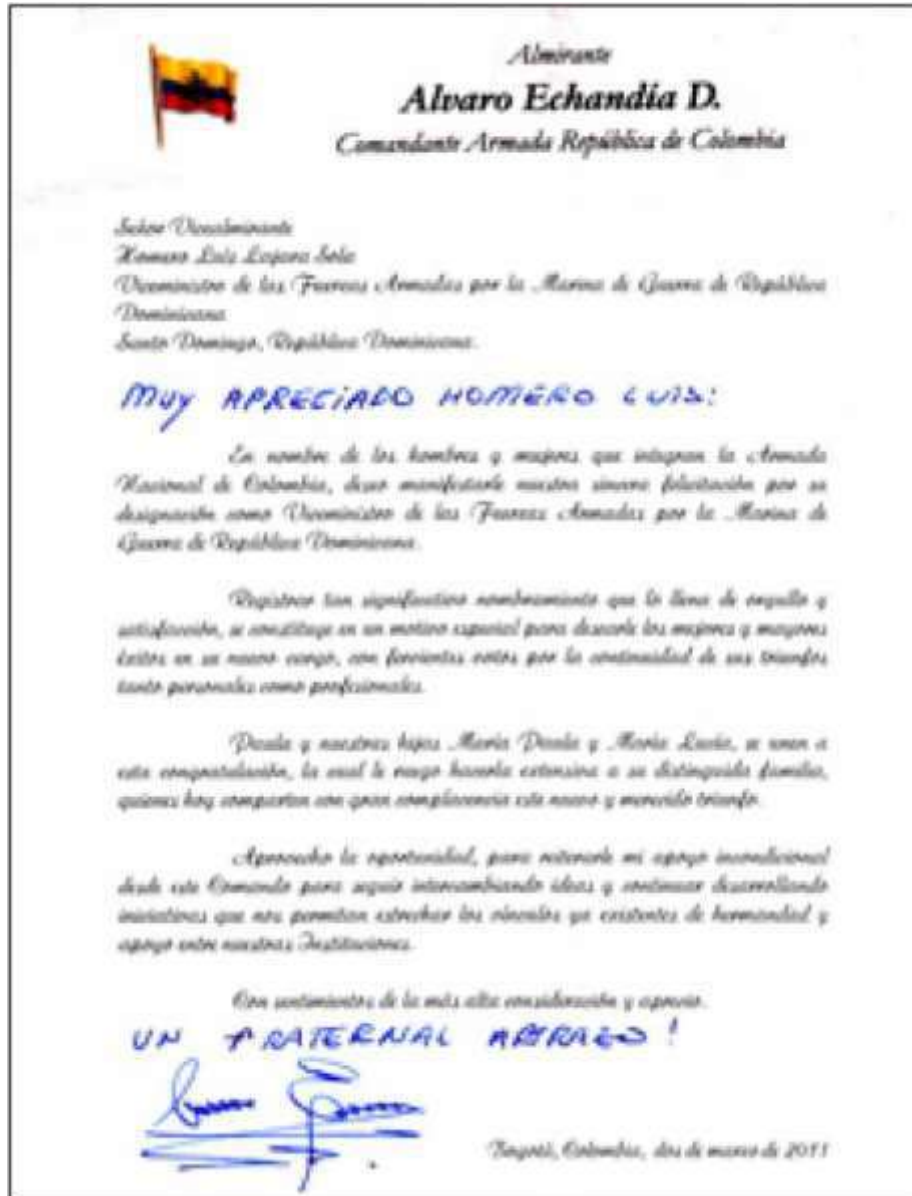 Almirante
Alvaro Echandía D.
Comandante Armada República de Colombia
Señor Vicealmirante
Homero Luis Lajara Sola
Viceministro de las Fuerzas Armadas por la Marina de Guerra de República
Dominicana
Santo Domingo, República Dominicana.
MUY APRECIADO HOMERO LUIS:
En nombre de los hombres y mujeres que integran la Armada
Nacional de Colombia, deseo manifestarle nuestra sincera felicitación por su
designación como Viceministro de las Fuerzas Armadas por la Marina de
Guerra de República Dominicana.
Registrar tan significativo nombramiento que lo llena de orgullo y
satisfacción, se constituye en un motivo especial para desearle los mejores y mayores
éxitos en su nuevo cargo, con fervientes votos por la continuidad de sus triunfos
tanto personales como profesionales.
Paula y nuestras hijas María Paula y María Lucía, se unen a
esta congratulación, la cual le ruego hacerla extensiva a su distinguida familia,
quienes hoy comparten con gran complacencia este nuevo y merecido triunfo.
Aprovecho la oportunidad, para reiterarle mi apoyo incondicional
desde este Comando para seguir intercambiando ideas y continuar desarrollando
iniciativas que nos permitan estrechar los vínculos ya existentes de hermandad y
apoyo entre nuestras Instituciones.
Con sentimientos de la más alta consideración y aprecio.
UN FRATERNAL ABRAZO!
Bogotá, Colombia, dos de marzo de 2011